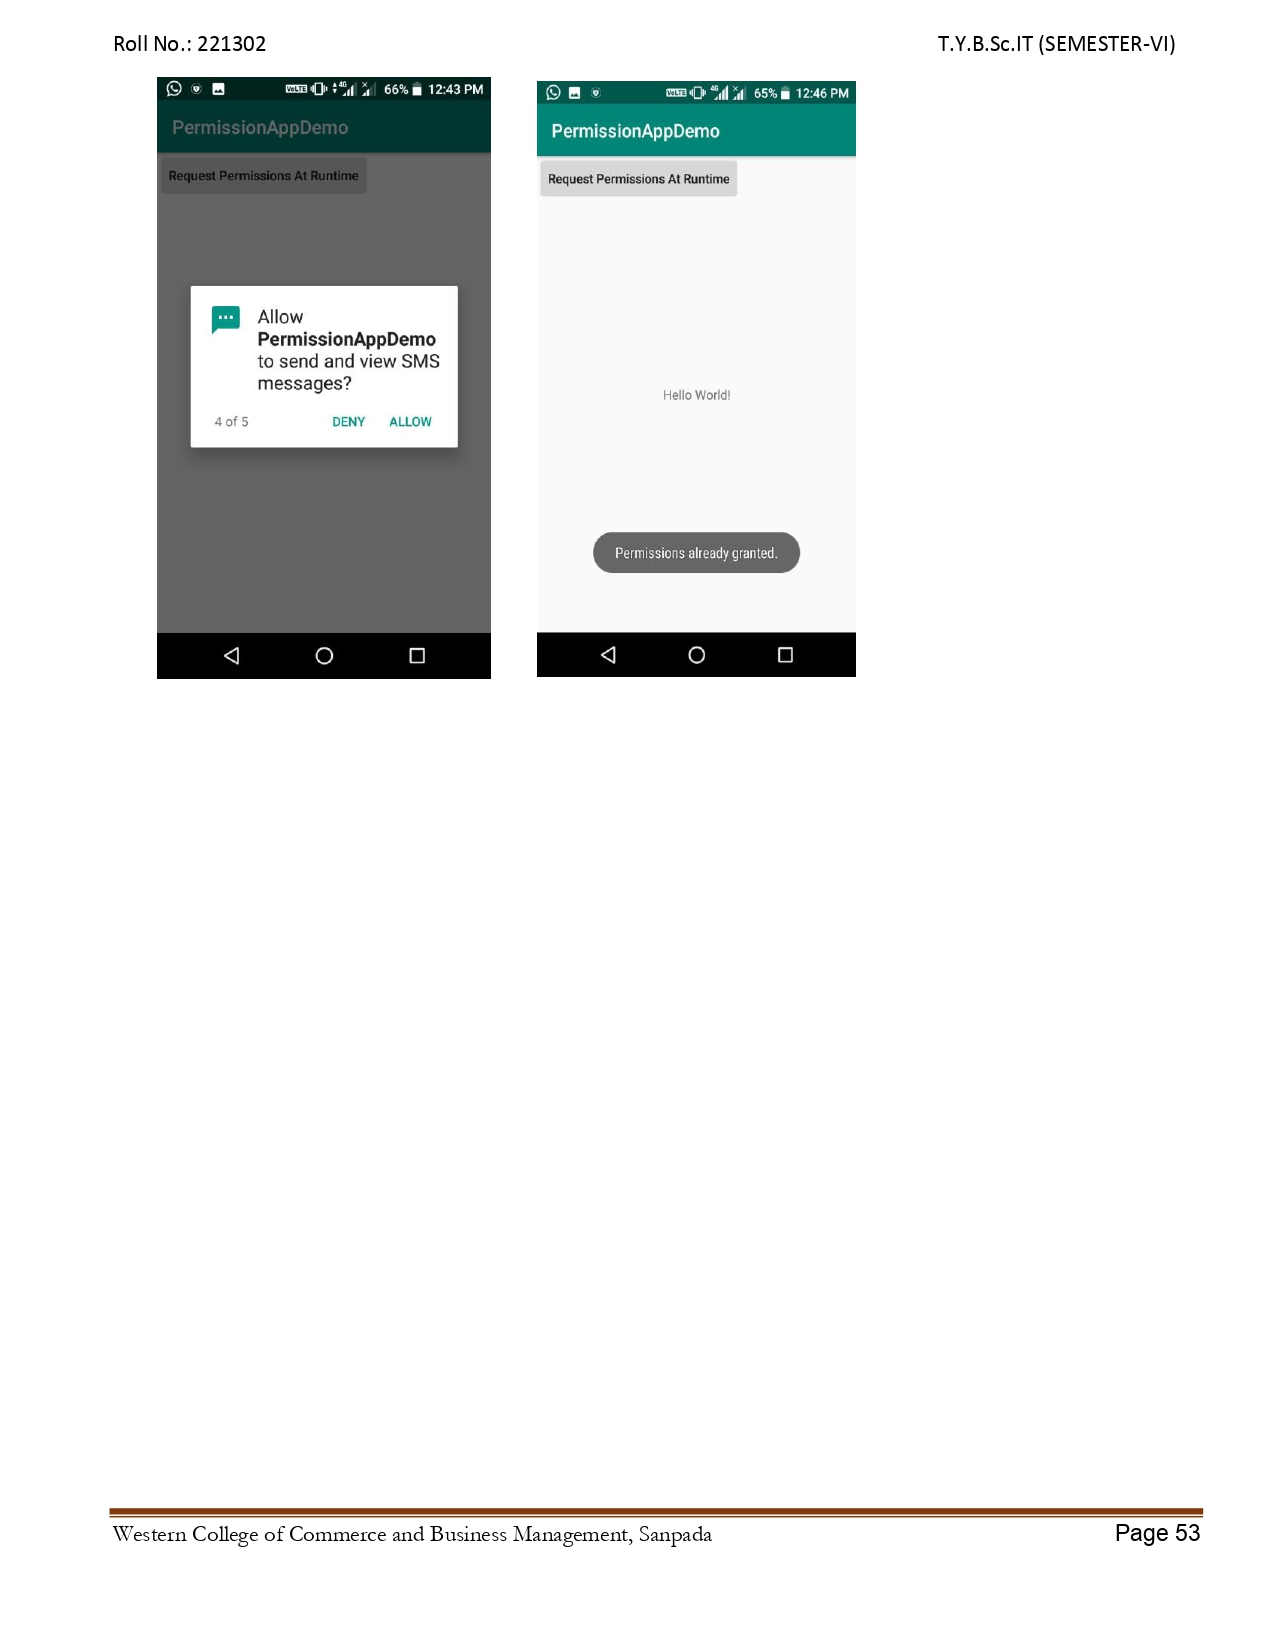 Roll No.: 221302
T.Y.B.Sc.IT (SEMESTER-VI)
VoLTE 4G 66% 12:43 PM
PermissionAppDemo
Request Permissions At Runtime
Allow
PermissionAppDemo
to send and view SMS
messages?
4 of 5 DENY ALLOW
VoLTE 4G 65% 12:46 PM
PermissionAppDemo
Request Permissions At Runtime
Hello World!
Permissions already granted.
Western College of Commerce and Business Management, Sanpada
Page 53